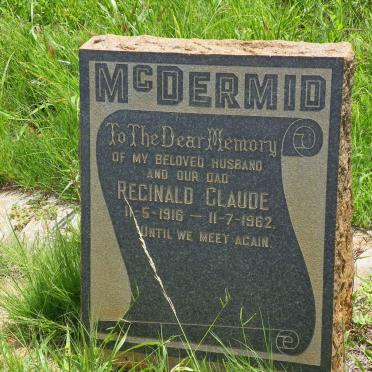 McDERMID
To The Dear Memory
OF MY BELOVED HUSBAND
AND OUR DAD
REGINALD CLAUDE
11-5-1916 — 11-7-1962.
UNTIL WE MEET AGAIN.